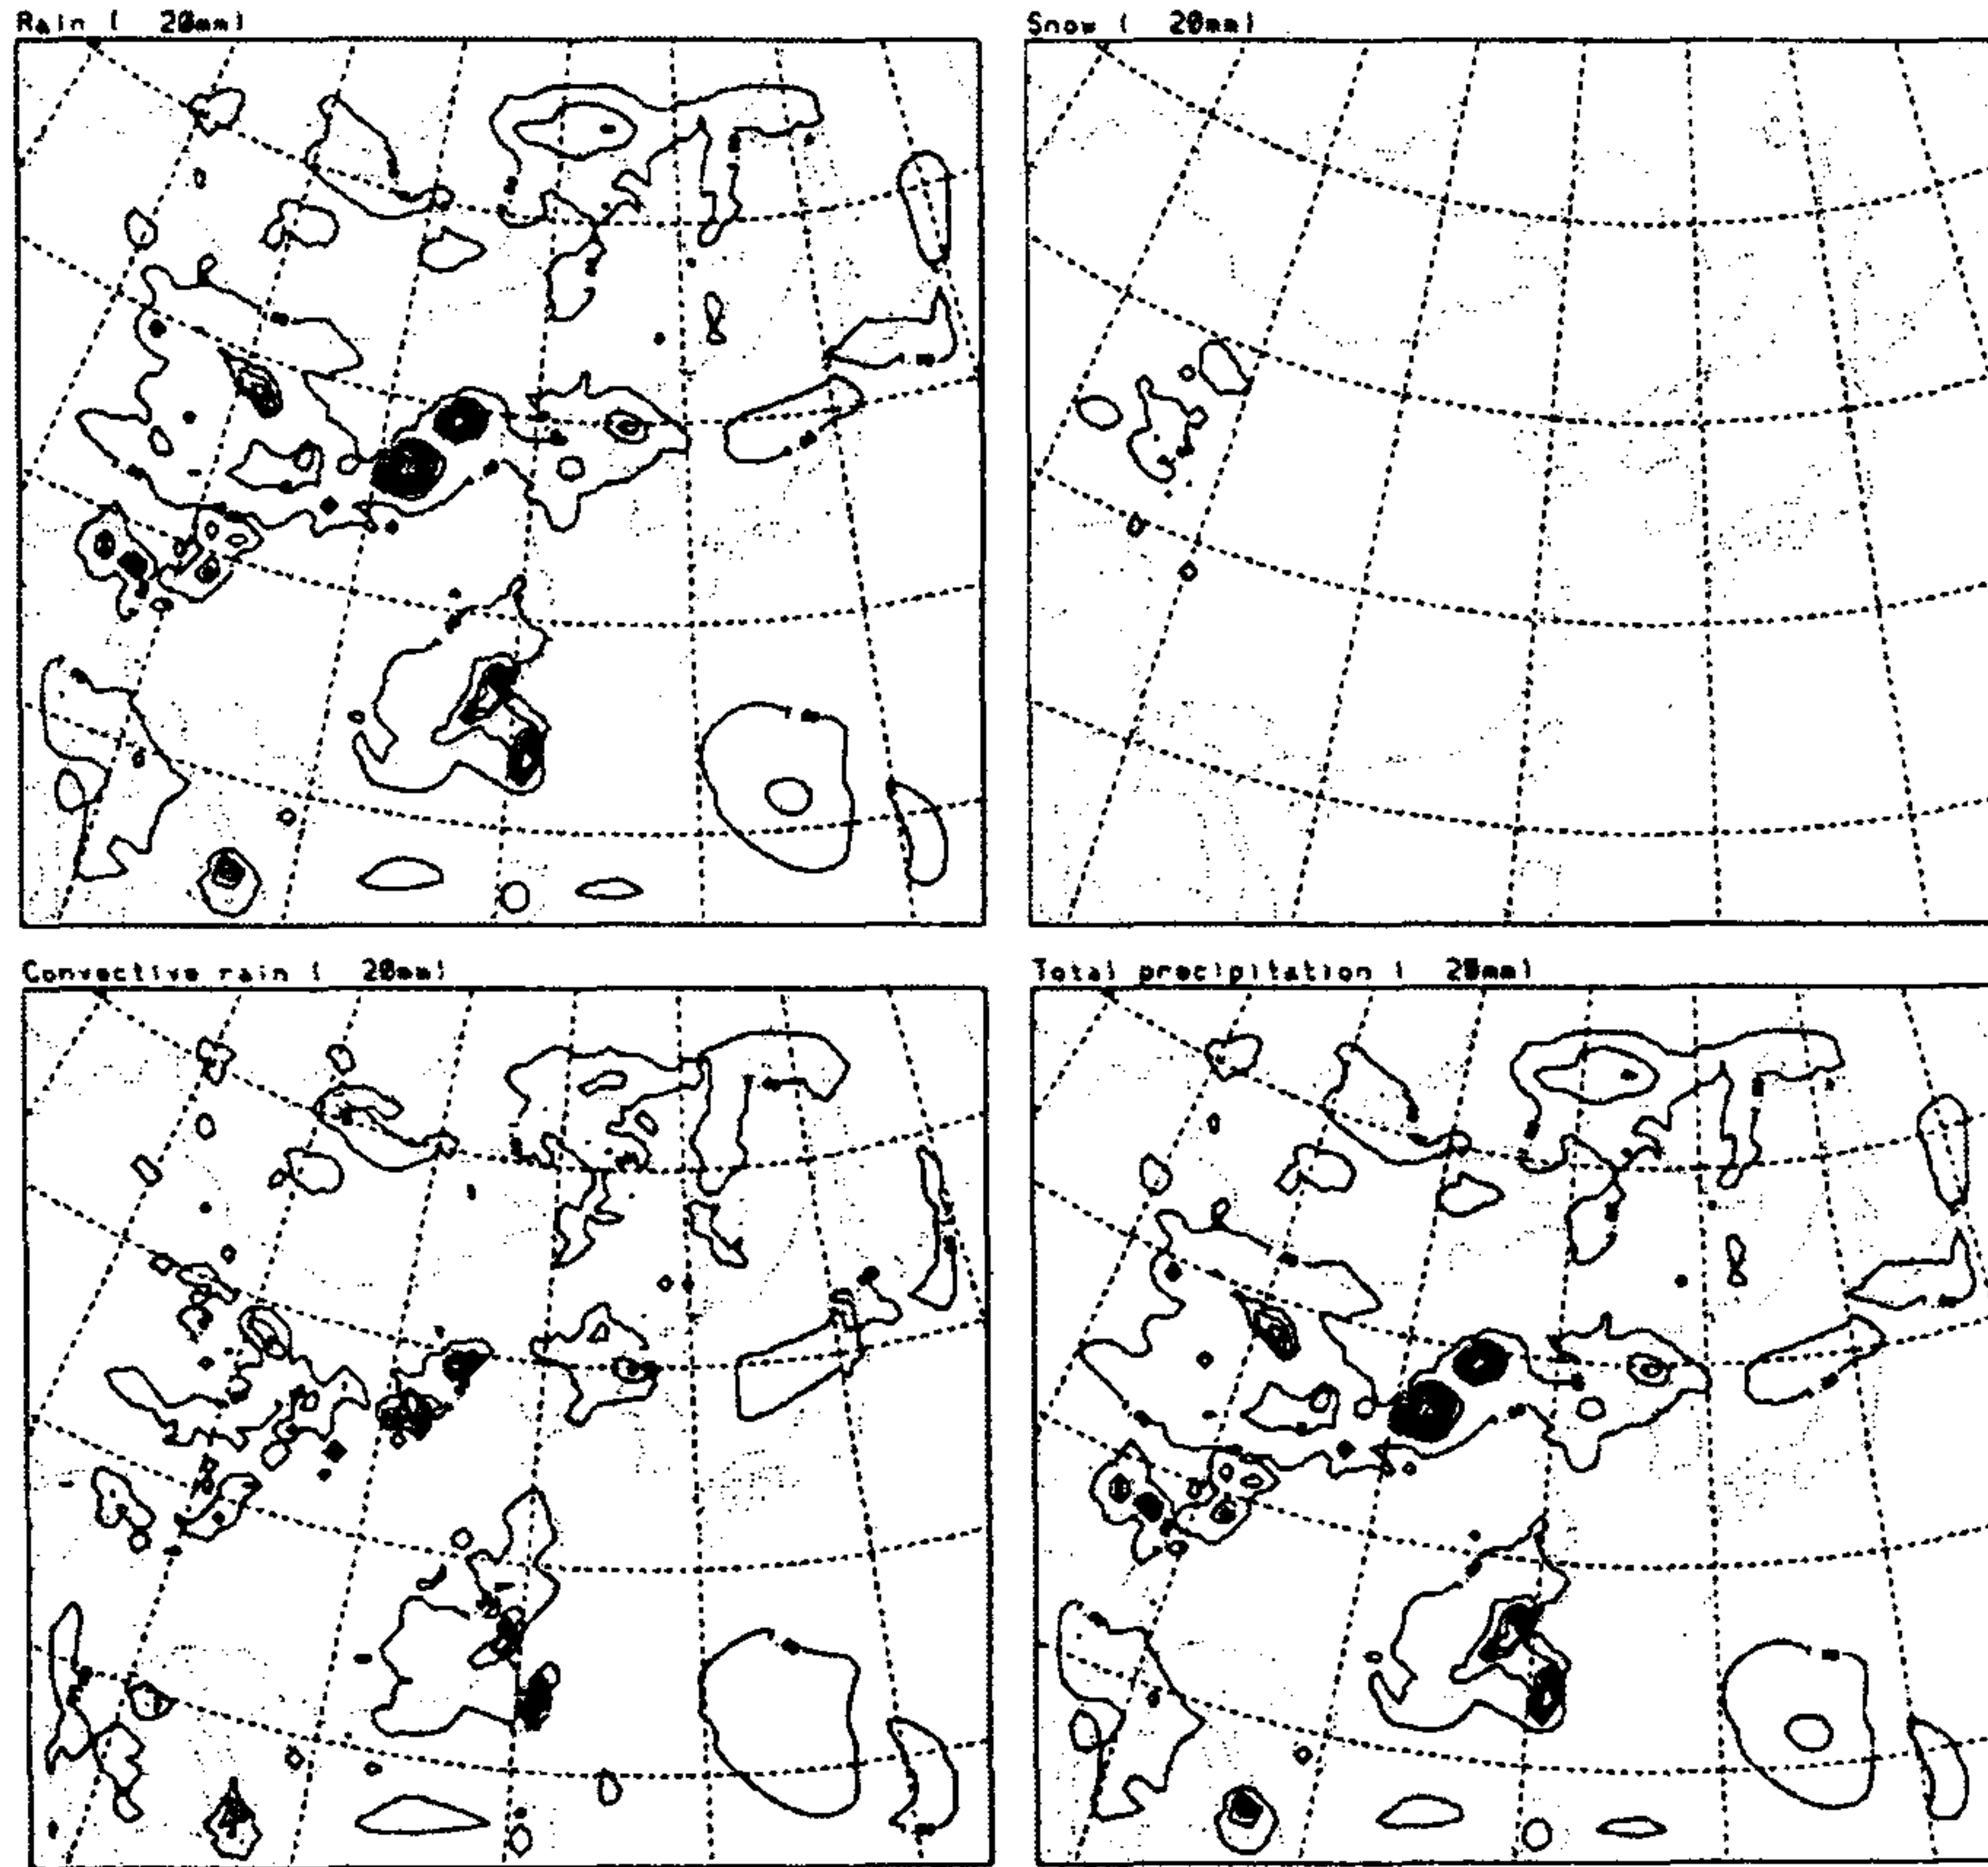 Rain ( 20mm)
Snow ( 20mm)
Convective rain ( 20mm)
Total precipitation ( 20mm)